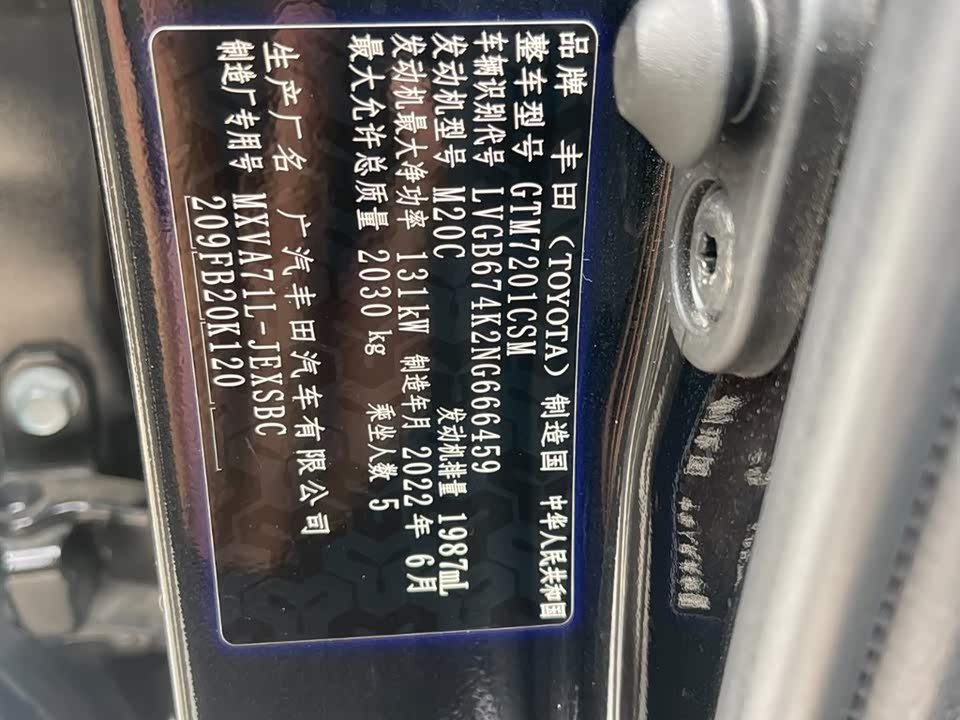 品牌 丰田（TOYOTA） 制造国 中华人民共和国
整车型号 GTM7201CSM
车辆识别代号 LVGB674K2NG666459
发动机型号 M20C 发动机排量 1987mL
发动机最大净功率 131kW 制造年月 2022年 6月
最大允许总质量 2030 kg 乘坐人数 5
生产厂名 广汽丰田汽车有限公司
制造厂专用号 MXVA71L-JEXSBC
209FB20K120